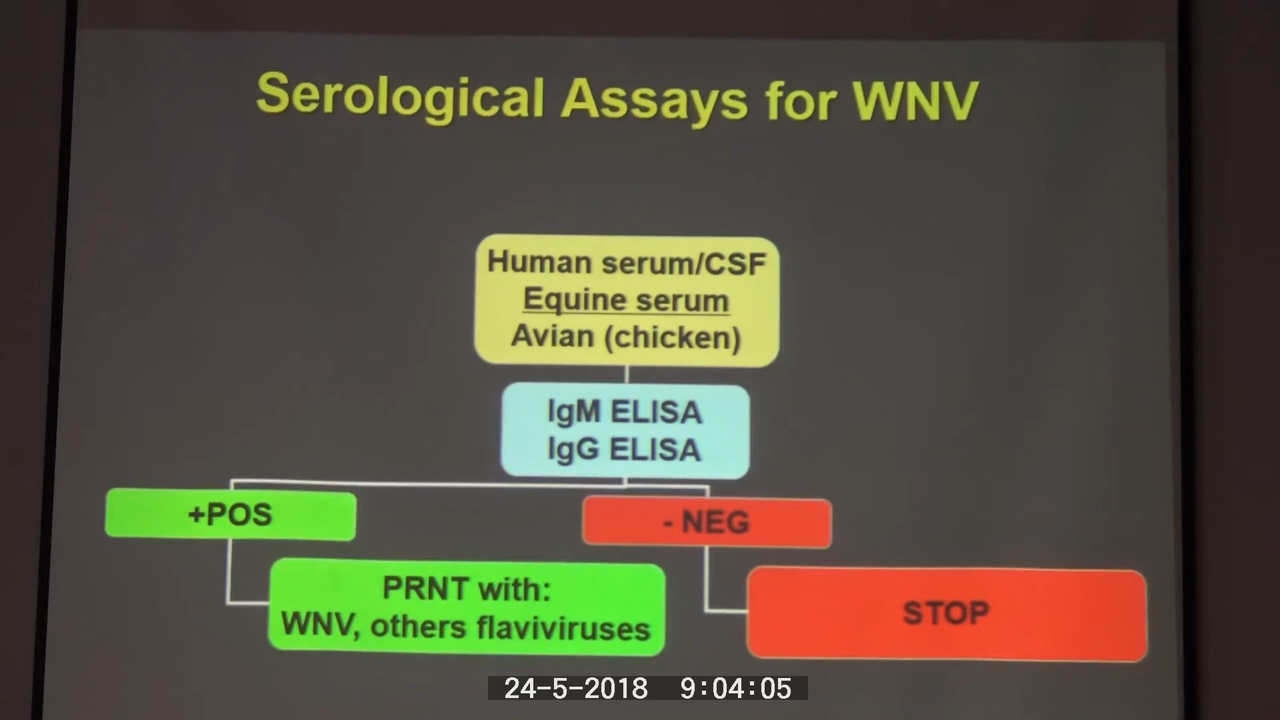 Serological Assays for WNV
Human serum/CSF
Equine serum
Avian (chicken)
IgM ELISA
IgG ELISA
+POS
- NEG
PRNT with:
WNV, others flaviviruses
STOP
24-5-2018 9:04:05